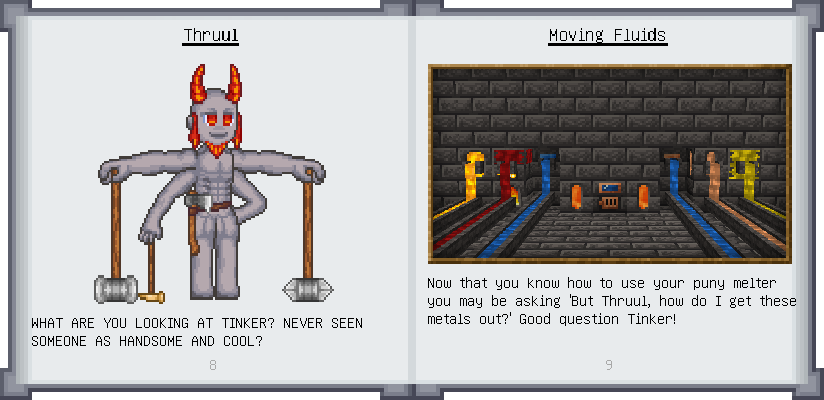 Thruul
WHAT ARE YOU LOOKING AT TINKER? NEVER SEEN
SOMEONE AS HANDSOME AND COOL?
8
Moving Fluids
Now that you know how to use your puny melter
you may be asking 'But Thruul, how do I get these
metals out?' Good question Tinker!
9